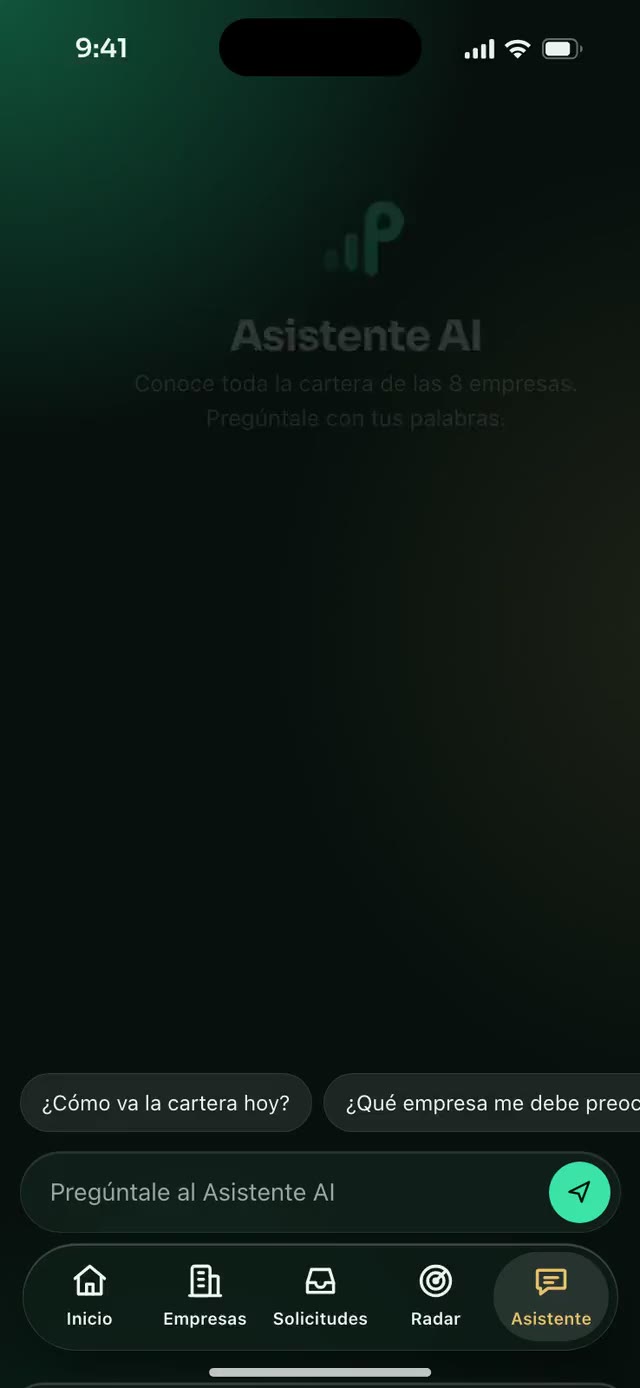 9:41
Asistente AI
Conoce toda la cartera de las 8 empresas.
Pregúntale con tus palabras.
¿Cómo va la cartera hoy?
¿Qué empresa me debe preoc
Pregúntale al Asistente AI
Inicio
Empresas
Solicitudes
Radar
Asistente